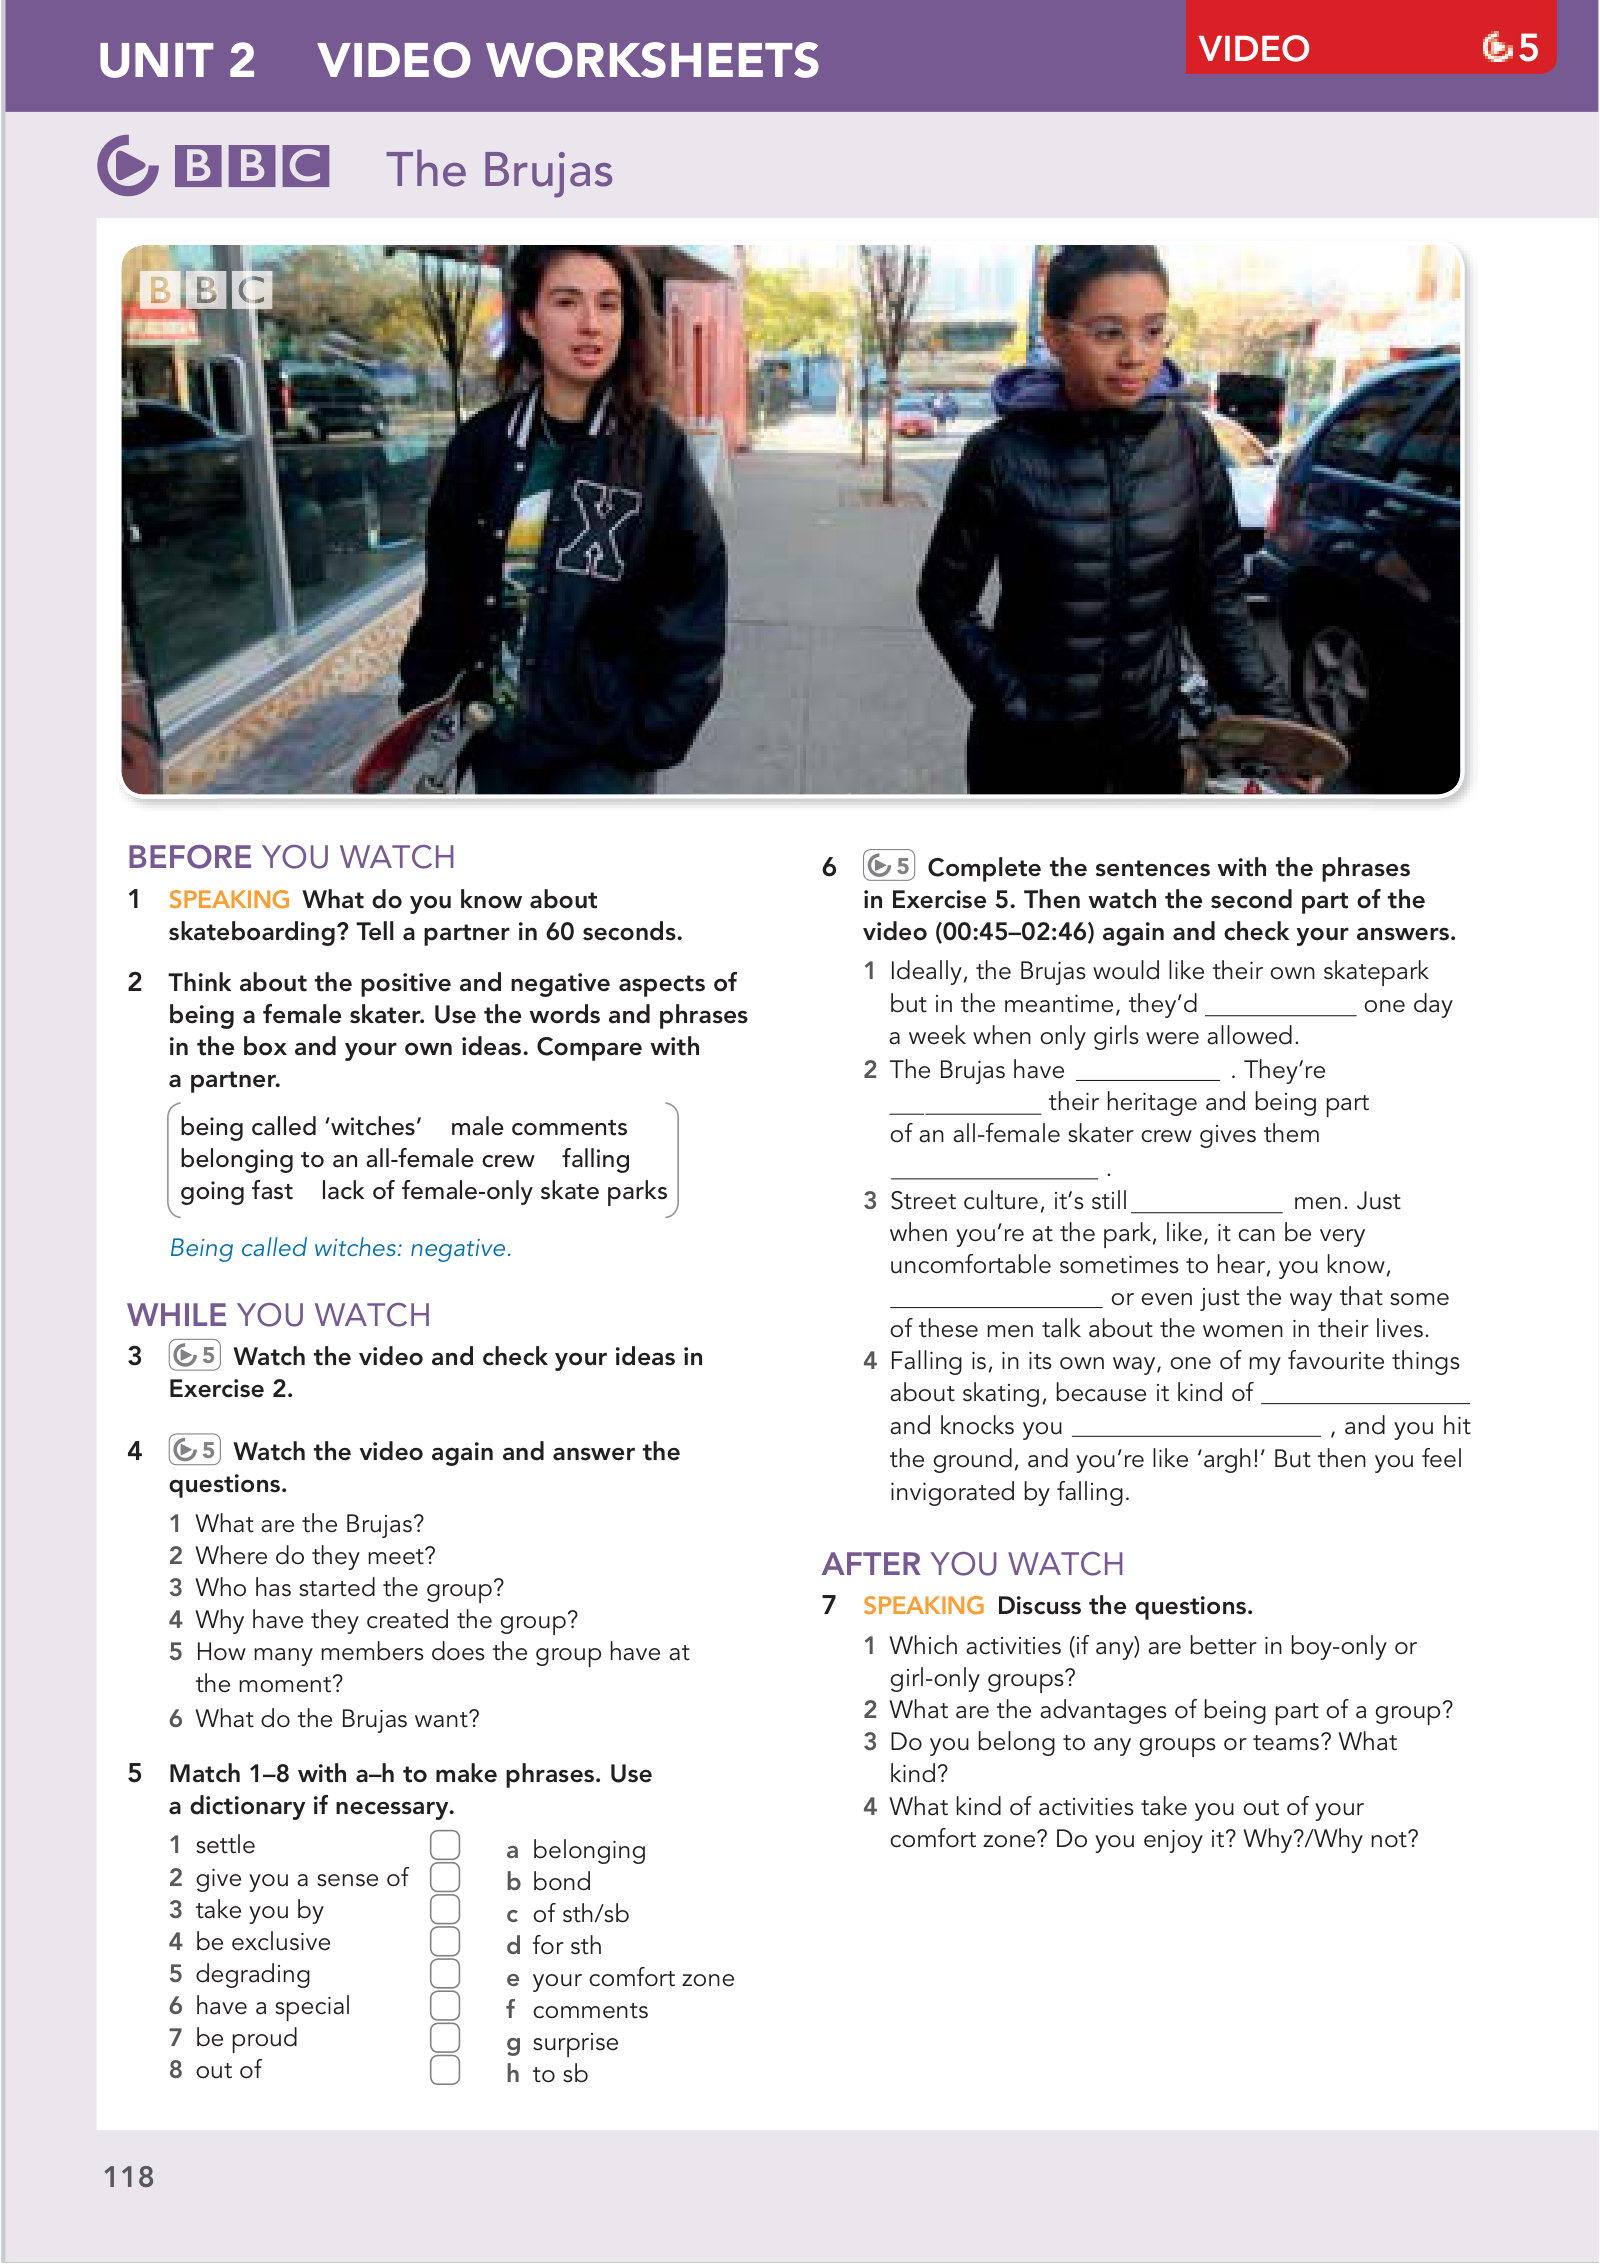 UNIT 2 VIDEO WORKSHEETS
VIDEO 5
BBC The Brujas
BBC
BEFORE YOU WATCH
1 SPEAKING What do you know about
skateboarding? Tell a partner in 60 seconds.
2 Think about the positive and negative aspects of
being a female skater. Use the words and phrases
in the box and your own ideas. Compare with
a partner.
being called ‘witches’ male comments
belonging to an all-female crew falling
going fast lack of female-only skate parks
Being called witches: negative.
WHILE YOU WATCH
3 5 Watch the video and check your ideas in
Exercise 2.
4 5 Watch the video again and answer the
questions.
1 What are the Brujas?
2 Where do they meet?
3 Who has started the group?
4 Why have they created the group?
5 How many members does the group have at
the moment?
6 What do the Brujas want?
5 Match 1–8 with a–h to make phrases. Use
a dictionary if necessary.
1 settle
2 give you a sense of
3 take you by
4 be exclusive
5 degrading
6 have a special
7 be proud
8 out of
a belonging
b bond
c of sth/sb
d for sth
e your comfort zone
f comments
g surprise
h to sb
6 5 Complete the sentences with the phrases
in Exercise 5. Then watch the second part of the
video (00:45–02:46) again and check your answers.
1 Ideally, the Brujas would like their own skatepark
but in the meantime, they’d ____________ one day
a week when only girls were allowed.
2 The Brujas have ____________ . They’re
____________ their heritage and being part
of an all-female skater crew gives them
________________ .
3 Street culture, it’s still ____________ men. Just
when you’re at the park, like, it can be very
uncomfortable sometimes to hear, you know,
________________ or even just the way that some
of these men talk about the women in their lives.
4 Falling is, in its own way, one of my favourite things
about skating, because it kind of ________________
and knocks you ____________________ , and you hit
the ground, and you’re like ‘argh!’ But then you feel
invigorated by falling.
AFTER YOU WATCH
7 SPEAKING Discuss the questions.
1 Which activities (if any) are better in boy-only or
girl-only groups?
2 What are the advantages of being part of a group?
3 Do you belong to any groups or teams? What
kind?
4 What kind of activities take you out of your
comfort zone? Do you enjoy it? Why?/Why not?
118